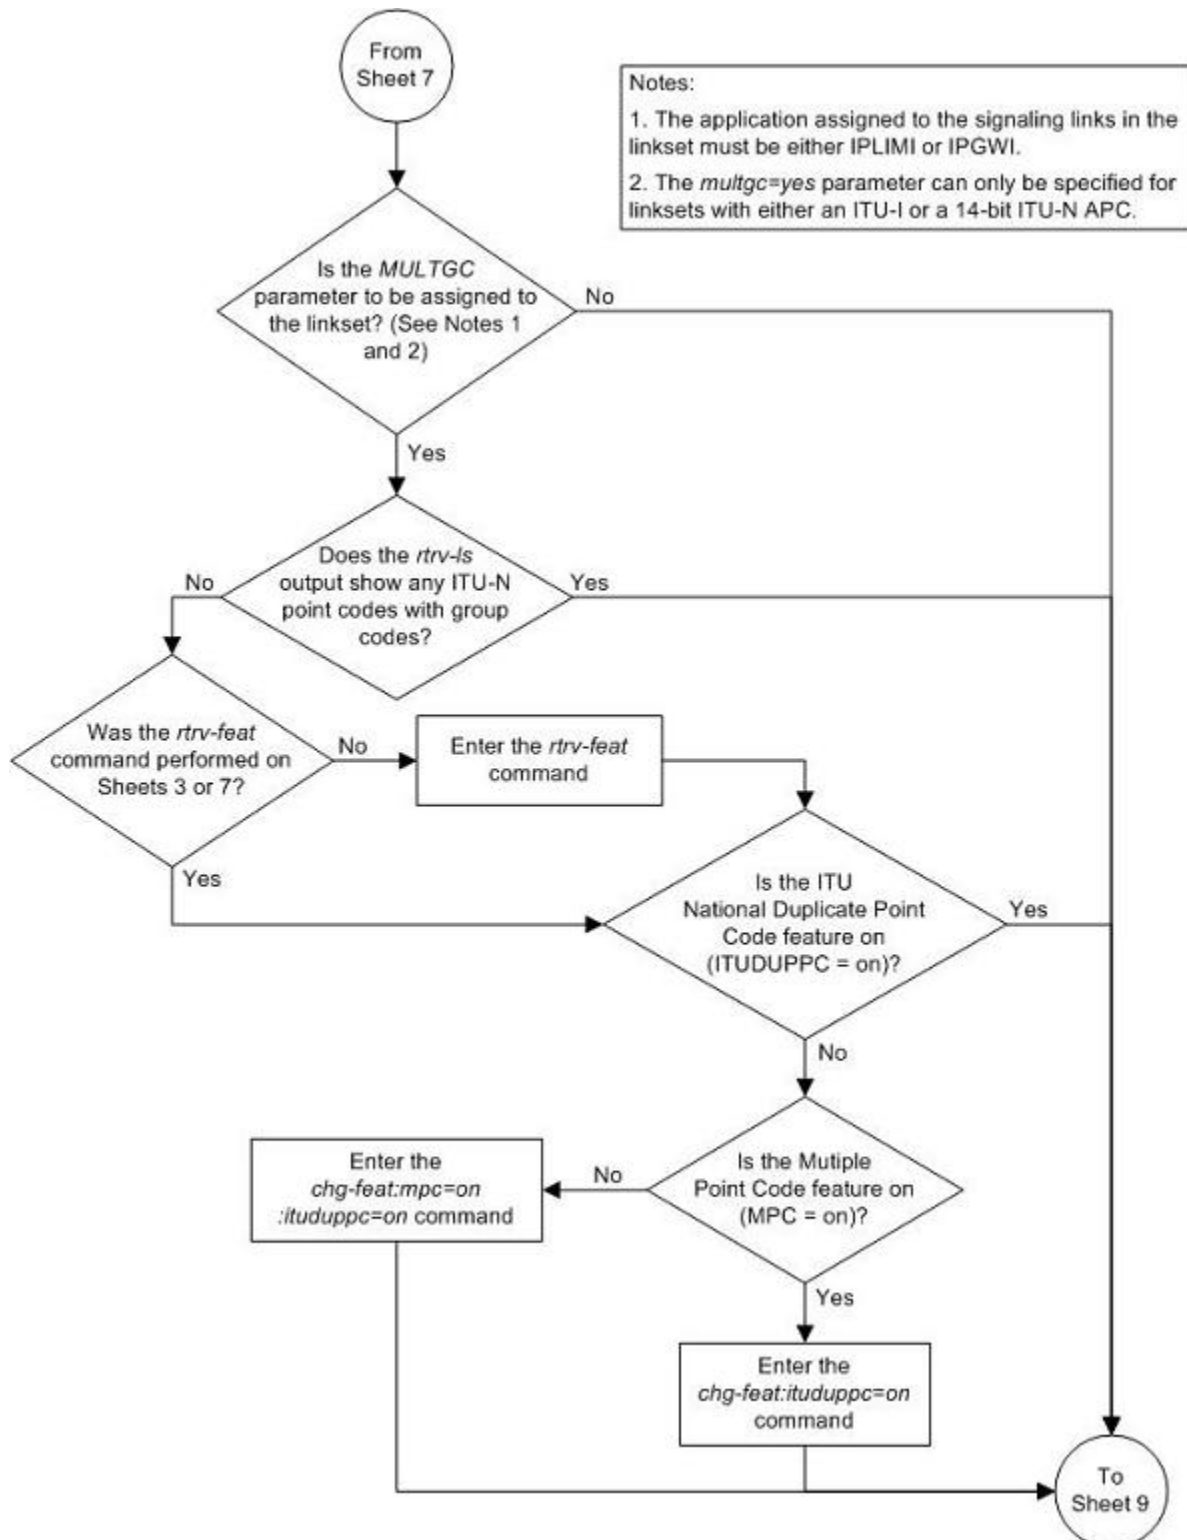 From
Sheet 7
Notes:
1. The application assigned to the signaling links in the
linkset must be either IPLIMI or IPGWI.
2. The multgc=yes parameter can only be specified for
linksets with either an ITU-I or a 14-bit ITU-N APC.
Is the MULTGC
parameter to be assigned to
the linkset? (See Notes 1
and 2)
No
Yes
Does the rtrv-ls
output show any ITU-N
point codes with group
codes?
No
Yes
Was the rtrv-feat
command performed on
Sheets 3 or 7?
No
Enter the rtrv-feat
command
Yes
Is the ITU
National Duplicate Point
Code feature on
(ITUDUPPC = on)?
Yes
No
Is the Mutiple
Point Code feature on
(MPC = on)?
No
Enter the
chg-feat:mpc=on
:ituduppc=on command
Yes
Enter the
chg-feat:ituduppc=on
command
To
Sheet 9